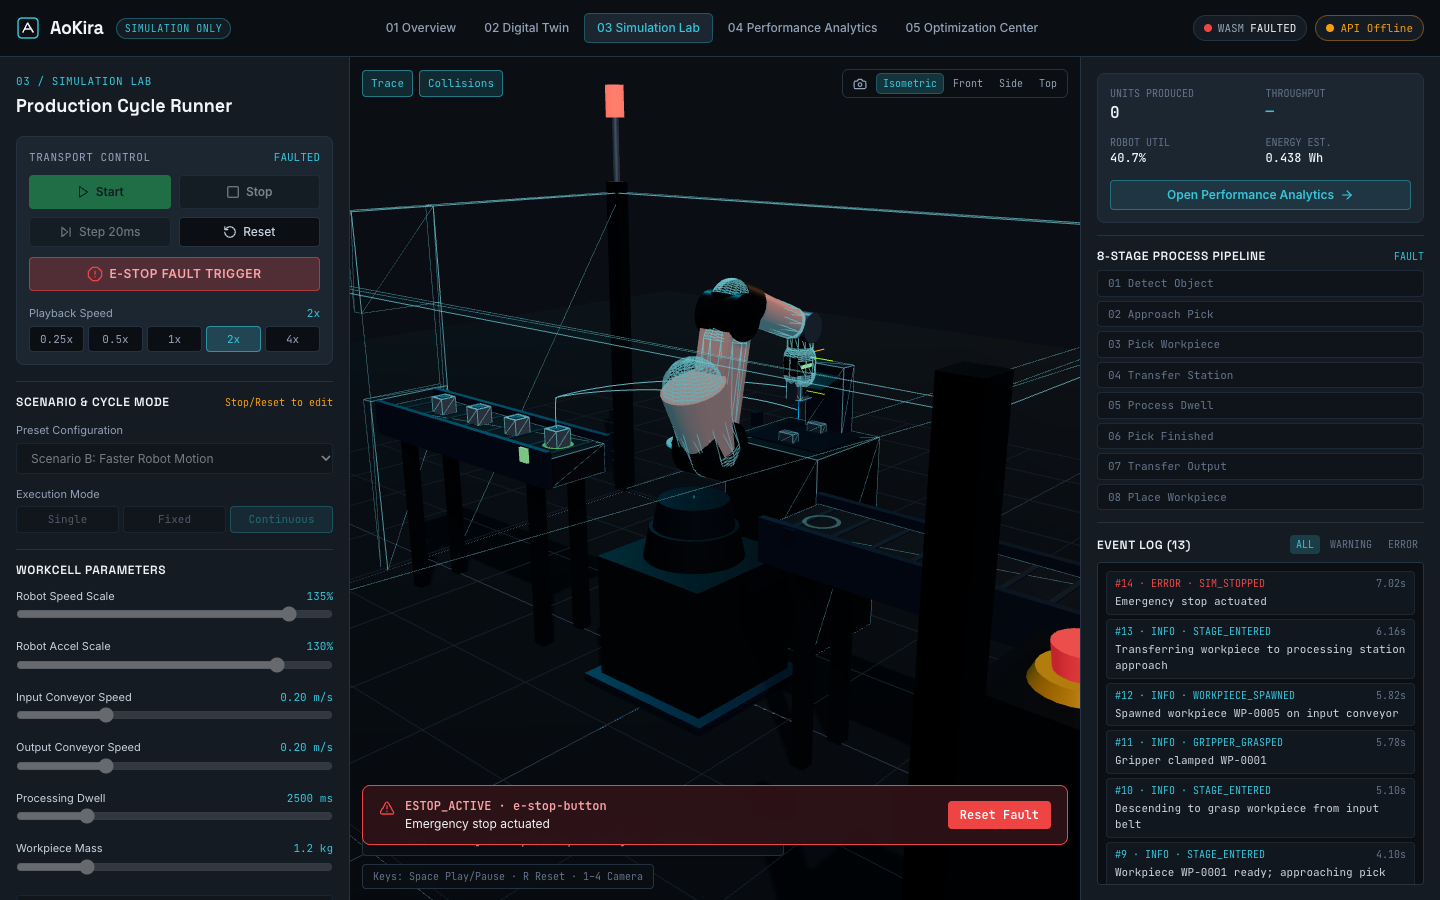 AoKira
SIMULATION ONLY
01 Overview
02 Digital Twin
03 Simulation Lab
04 Performance Analytics
05 Optimization Center
WASM FAULTED
API Offline
03 / SIMULATION LAB
Production Cycle Runner
TRANSPORT CONTROL
FAULTED
Start
Stop
Step 20ms
Reset
E-STOP FAULT TRIGGER
Playback Speed
2x
0.25x
0.5x
1x
2x
4x
SCENARIO & CYCLE MODE
Stop/Reset to edit
Preset Configuration
Scenario B: Faster Robot Motion
Execution Mode
Single
Fixed
Continuous
WORKCELL PARAMETERS
Robot Speed Scale
135%
Robot Accel Scale
130%
Input Conveyor Speed
0.20 m/s
Output Conveyor Speed
0.20 m/s
Processing Dwell
2500 ms
Workpiece Mass
1.2 kg
Trace
Collisions
Isometric
Front
Side
Top
ESTOP_ACTIVE · e-stop-button
Emergency stop actuated
Reset Fault
Keys: Space Play/Pause · R Reset · 1-4 Camera
UNITS PRODUCED
0
THROUGHPUT
—
ROBOT UTIL
40.7%
ENERGY EST.
0.438 Wh
Open Performance Analytics →
8-STAGE PROCESS PIPELINE
FAULT
01 Detect Object
02 Approach Pick
03 Pick Workpiece
04 Transfer Station
05 Process Dwell
06 Pick Finished
07 Transfer Output
08 Place Workpiece
EVENT LOG (13)
ALL
WARNING
ERROR
#14 · ERROR · SIM_STOPPED
7.02s
Emergency stop actuated
#13 · INFO · STAGE_ENTERED
6.16s
Transferring workpiece to processing station
approach
#12 · INFO · WORKPIECE_SPAWNED
5.82s
Spawned workpiece WP-0005 on input conveyor
#11 · INFO · GRIPPER_GRASPED
5.78s
Gripper clamped WP-0001
#10 · INFO · STAGE_ENTERED
5.10s
Descending to grasp workpiece from input
belt
#9 · INFO · STAGE_ENTERED
4.10s
Workpiece WP-0001 ready; approaching pick